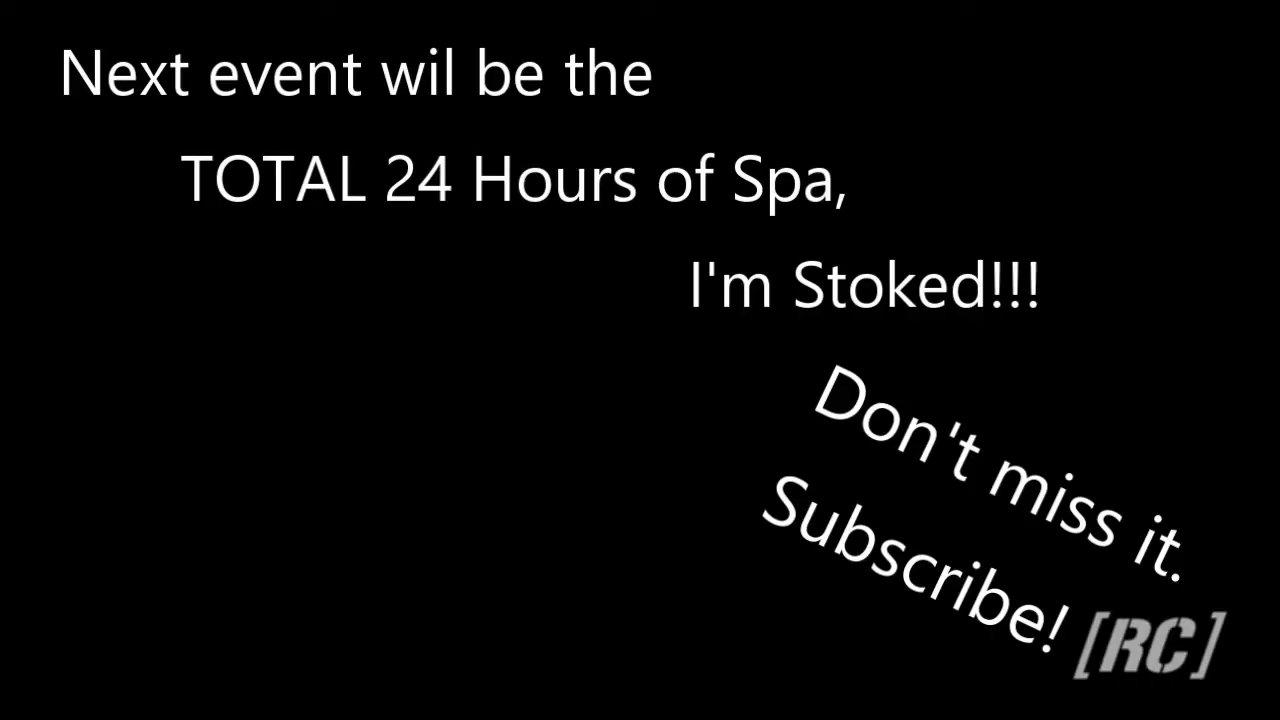 Next event wil be the
TOTAL 24 Hours of Spa,
I'm Stoked!!!
Don't miss it.
Subscribe!
[RC]